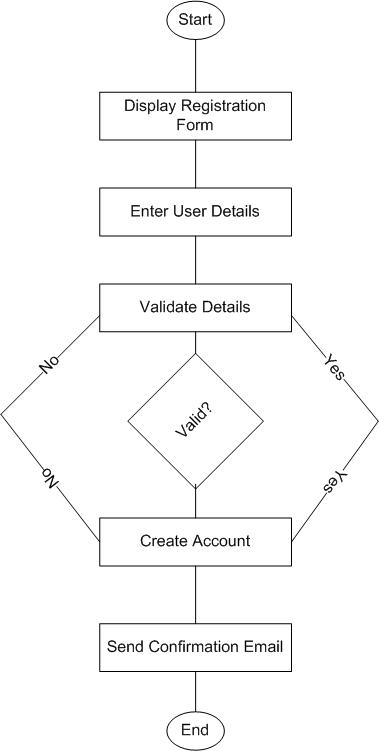 Start
Display Registration
Form
Enter User Details
Validate Details
No
Yes
Valid?
No
Yes
Create Account
Send Confirmation Email
End